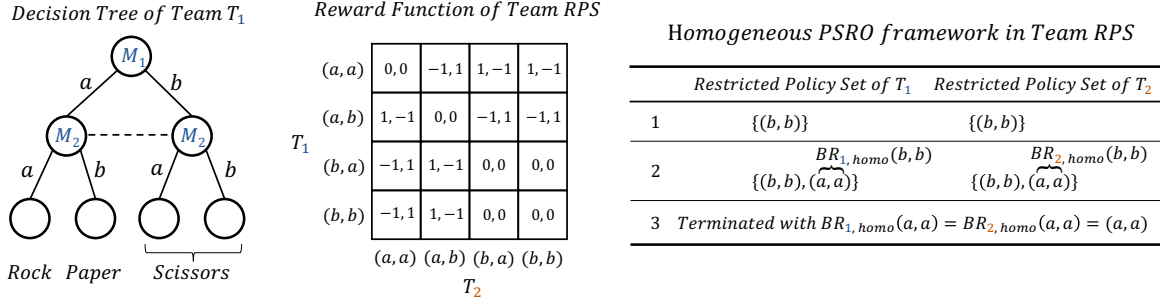 Decision Tree of Team T₁
M₁
a b
M₂ M₂
a b a b
Rock Paper Scissors
Reward Function of Team RPS
(a, a) 0, 0 −1, 1 1, −1 1, −1
(a, b) 1, −1 0, 0 −1, 1 −1, 1
T₁
(b, a) −1, 1 1, −1 0, 0 0, 0
(b, b) −1, 1 1, −1 0, 0 0, 0
(a, a) (a, b) (b, a) (b, b)
T₂
Homogeneous PSRO framework in Team RPS
Restricted Policy Set of T₁ Restricted Policy Set of T₂
1 {(b, b)} {(b, b)}
BR₁, homo(b, b) BR₂, homo(b, b)
2 {(b, b), (a, a)} {(b, b), (a, a)}
3 Terminated with BR₁, homo(a, a) = BR₂, homo(a, a) = (a, a)